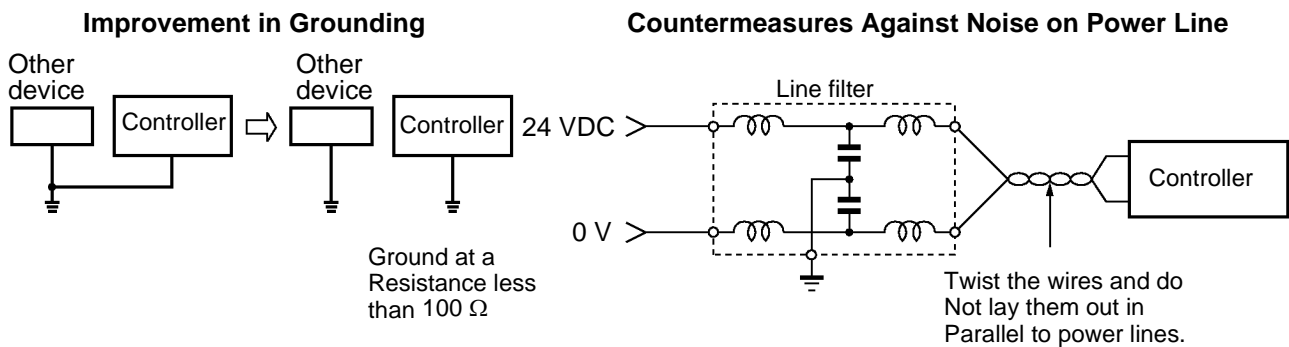 Improvement in Grounding
Other
device
Controller
Other
device
Controller
Ground at a
Resistance less
than 100 Ω
Countermeasures Against Noise on Power Line
Line filter
24 VDC
0 V
Controller
Twist the wires and do
Not lay them out in
Parallel to power lines.